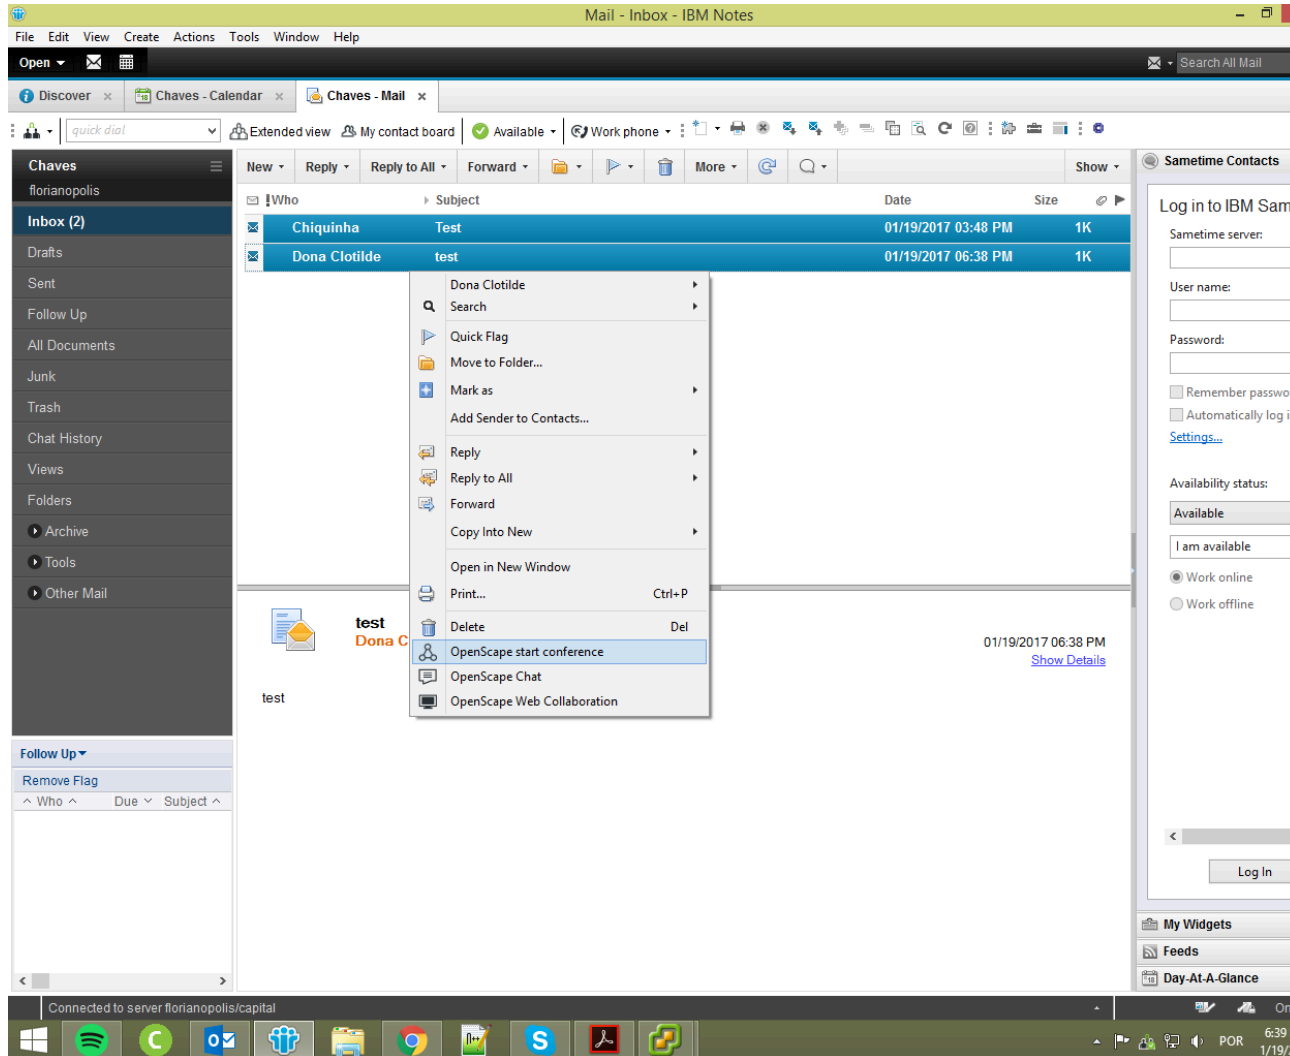 Mail - Inbox - IBM Notes
File Edit View Create Actions Tools Window Help
Open
Search All Mail
Discover
Chaves - Calendar
Chaves - Mail
quick dial
Extended view
My contact board
Available
Work phone
Chaves
florianopolis
Inbox (2)
Drafts
Sent
Follow Up
All Documents
Junk
Trash
Chat History
Views
Folders
Archive
Tools
Other Mail
New Reply Reply to All Forward More Show
! Who Subject Date Size
Chiquinha Test 01/19/2017 03:48 PM 1K
Dona Clotilde test 01/19/2017 06:38 PM 1K
Dona Clotilde
Search
Quick Flag
Move to Folder...
Mark as
Add Sender to Contacts...
Reply
Reply to All
Forward
Copy Into New
Open in New Window
Print... Ctrl+P
Delete Del
OpenScape start conference
OpenScape Chat
OpenScape Web Collaboration
test
Dona C
01/19/2017 06:38 PM
Show Details
test
Follow Up
Remove Flag
Who Due Subject
Sametime Contacts
Log in to IBM Sam
Sametime server:
User name:
Password:
Remember passwo
Automatically log i
Settings...
Availability status:
Available
I am available
Work online
Work offline
Log In
My Widgets
Feeds
Day-At-A-Glance
Connected to server florianopolis/capital
On
POR
6:39
1/19/